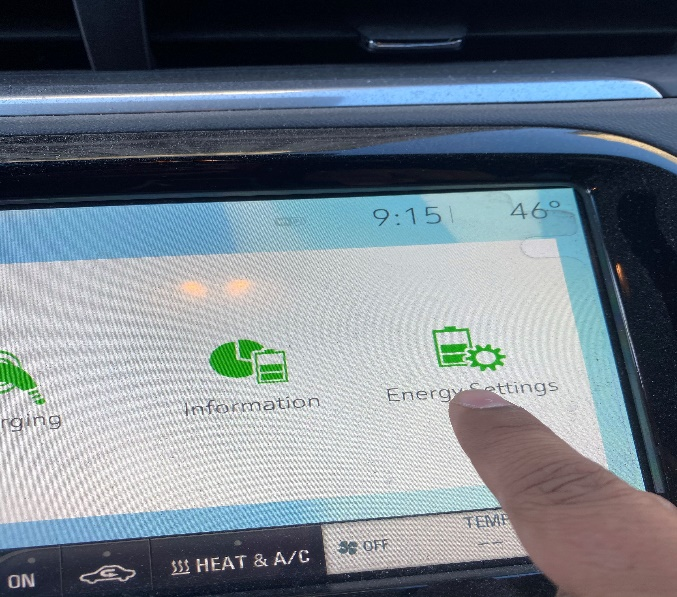 9:15
46°
rging
Information
Energy Settings
ON
HEAT & A/C
OFF
TEMP
--